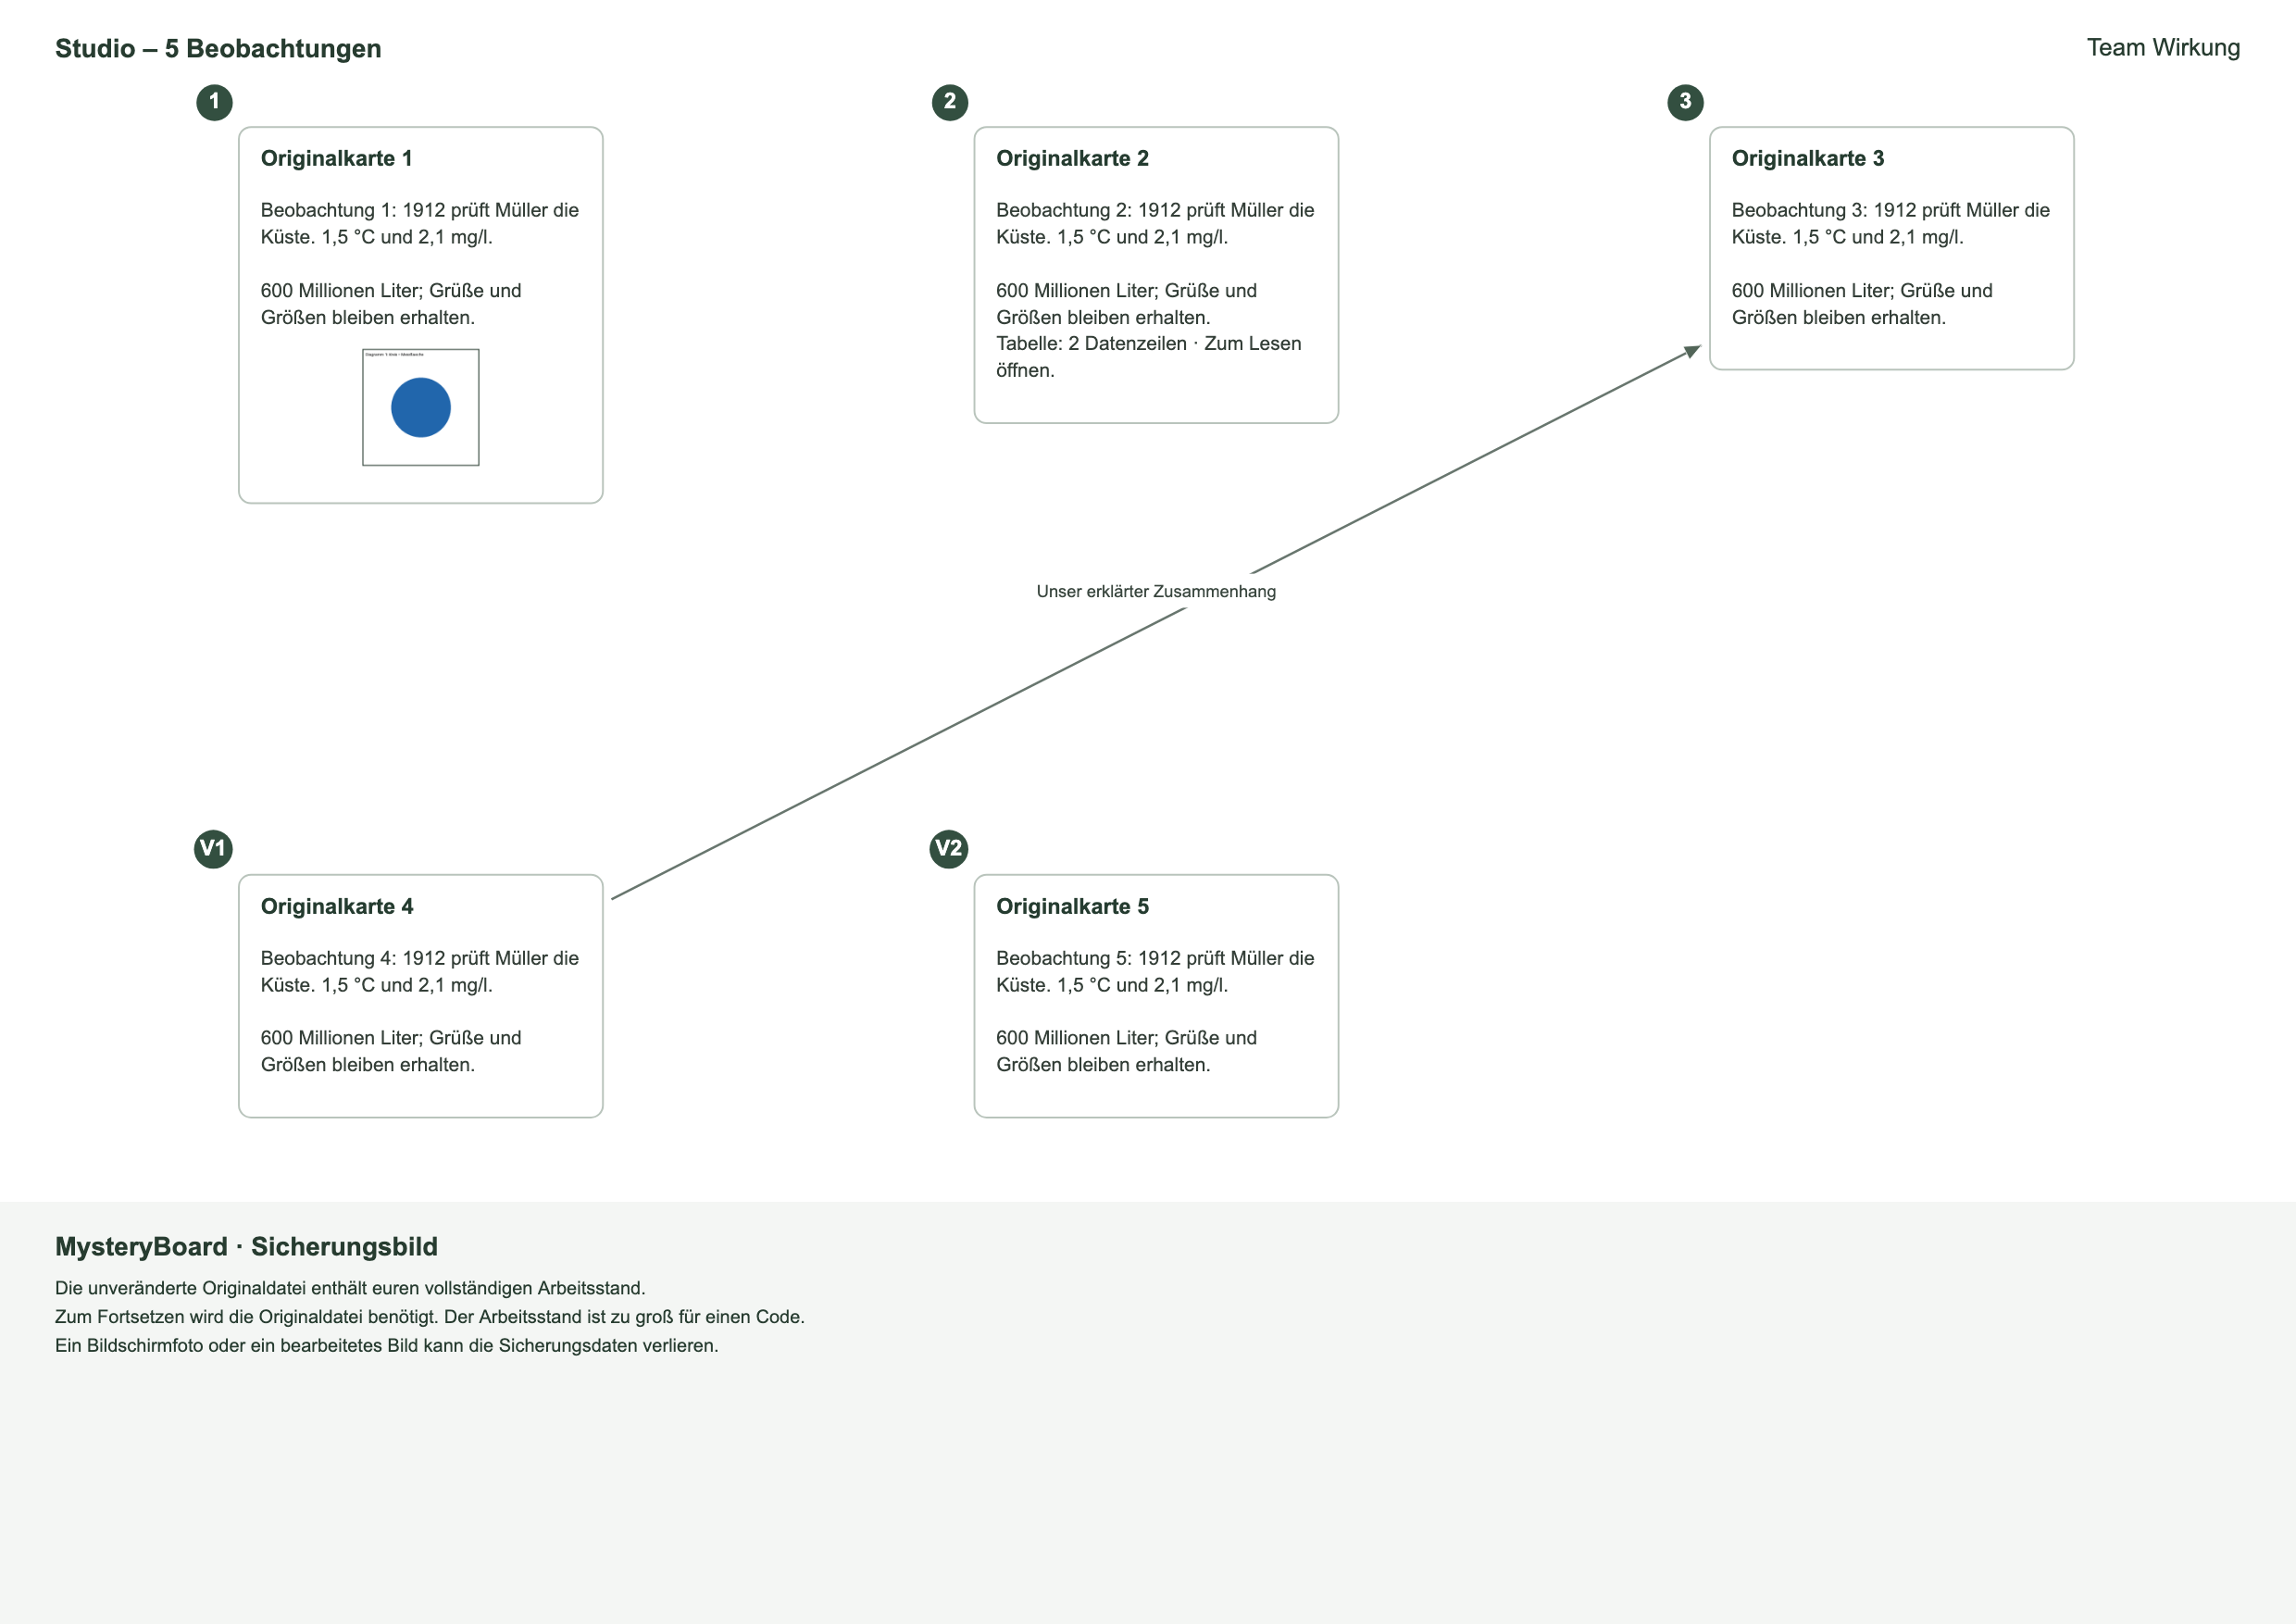 Studio – 5 Beobachtungen
Team Wirkung
1
Originalkarte 1
Beobachtung 1: 1912 prüft Müller die
Küste. 1,5 °C und 2,1 mg/l.
600 Millionen Liter; Grüße und
Größen bleiben erhalten.
2
Originalkarte 2
Beobachtung 2: 1912 prüft Müller die
Küste. 1,5 °C und 2,1 mg/l.
600 Millionen Liter; Grüße und
Größen bleiben erhalten.
Tabelle: 2 Datenzeilen · Zum Lesen
öffnen.
3
Originalkarte 3
Beobachtung 3: 1912 prüft Müller die
Küste. 1,5 °C und 2,1 mg/l.
600 Millionen Liter; Grüße und
Größen bleiben erhalten.
Unser erklärter Zusammenhang
V1
Originalkarte 4
Beobachtung 4: 1912 prüft Müller die
Küste. 1,5 °C und 2,1 mg/l.
600 Millionen Liter; Grüße und
Größen bleiben erhalten.
V2
Originalkarte 5
Beobachtung 5: 1912 prüft Müller die
Küste. 1,5 °C und 2,1 mg/l.
600 Millionen Liter; Grüße und
Größen bleiben erhalten.
MysteryBoard · Sicherungsbild
Die unveränderte Originaldatei enthält euren vollständigen Arbeitsstand.
Zum Fortsetzen wird die Originaldatei benötigt. Der Arbeitsstand ist zu groß für einen Code.
Ein Bildschirmfoto oder ein bearbeitetes Bild kann die Sicherungsdaten verlieren.